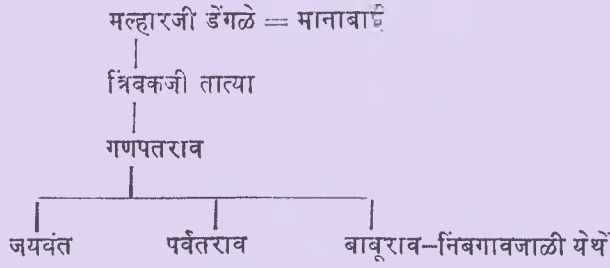 मल्हारजी डेंगळे = मानाबाई
त्रिंबकजी तात्या
गणपतराव
जयवंत पर्वतराव बाबूराव–निंबगावजाळी येथें